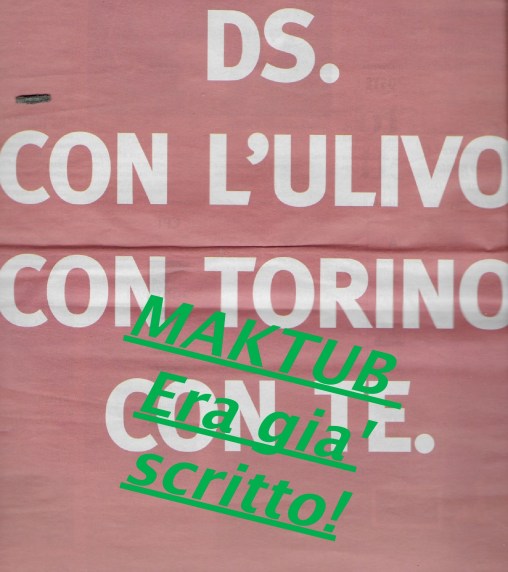 DS.
CON L'ULIVO
CON TORINO
CON TE.
MAKTUB
Era gia'
scritto!